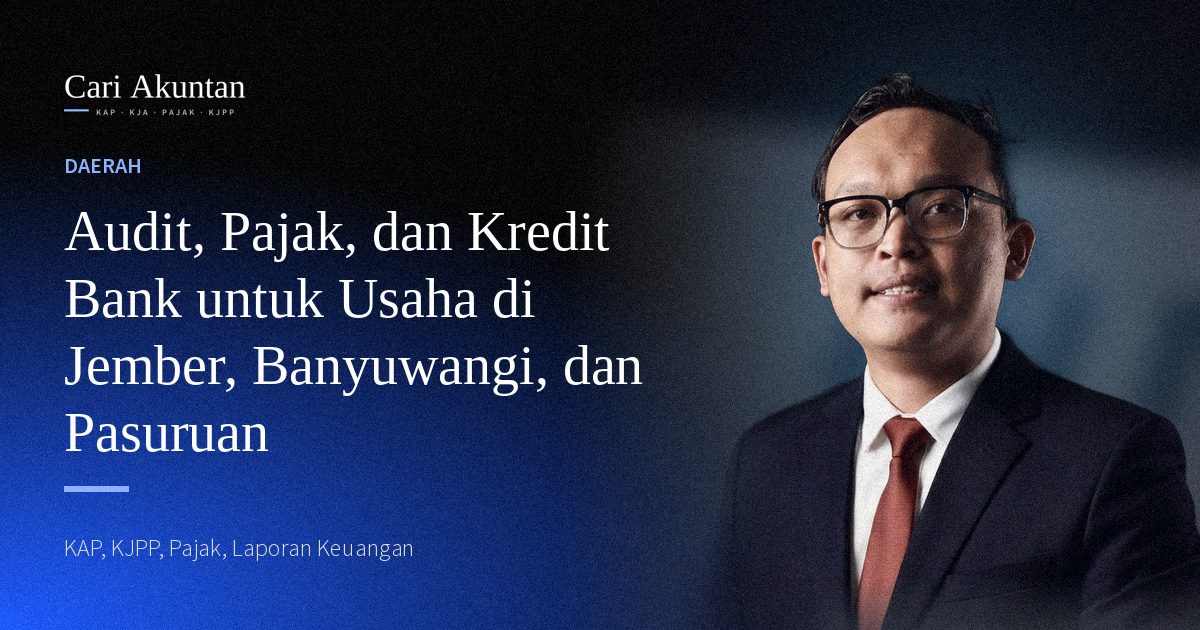 Cari Akuntan
KAP · KJA · PAJAK · KJPP
DAERAH
Audit, Pajak, dan Kredit
Bank untuk Usaha di
Jember, Banyuwangi, dan
Pasuruan
KAP, KJPP, Pajak, Laporan Keuangan